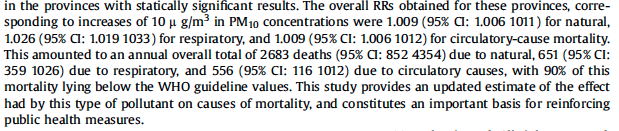 in the provinces with statically significant results. The overall RRs obtained for these provinces, corre-
sponding to increases of 10 μ g/m³ in PM₁₀ concentrations were 1.009 (95% CI: 1.006 1011) for natural,
1.026 (95% CI: 1.019 1033) for respiratory, and 1.009 (95% CI: 1.006 1012) for circulatory-cause mortality.
This amounted to an annual overall total of 2683 deaths (95% CI: 852 4354) due to natural, 651 (95% CI:
359 1026) due to respiratory, and 556 (95% CI: 116 1012) due to circulatory causes, with 90% of this
mortality lying below the WHO guideline values. This study provides an updated estimate of the effect
had by this type of pollutant on causes of mortality, and constitutes an important basis for reinforcing
public health measures.